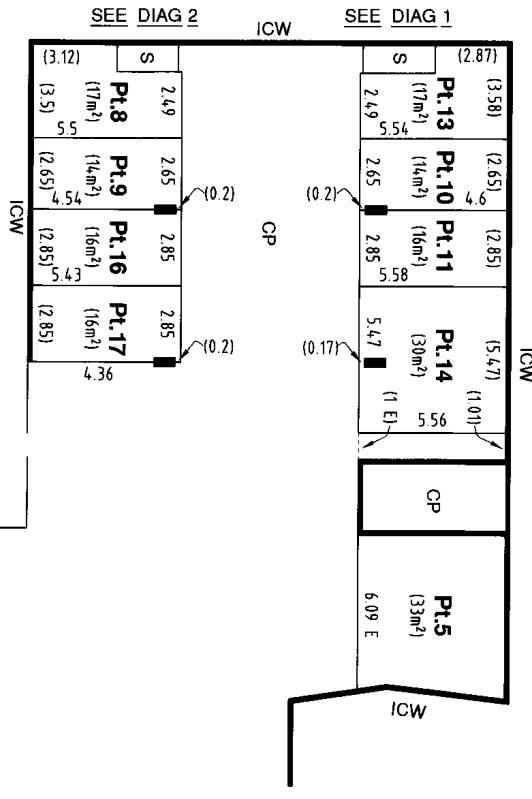 SEE DIAG 2
ICW
SEE DIAG 1
(3.12)
S
S
(2.87)
(3.5)
Pt.8
(17m²)
2.49
5.5
2.49
Pt.13
(17m²)
(3.58)
5.54
(2.65)
Pt.9
(14m²)
2.65
4.54
(0.2)
(0.2)
2.65
Pt.10
(14m²)
(2.65)
4.6
ICW
CP
(2.85)
Pt.16
(16m²)
2.85
5.43
2.85
Pt.11
(16m²)
(2.85)
5.58
(2.85)
Pt.17
(16m²)
2.85
4.36
(0.2)
(0.17)
5.47
Pt.14
(30m²)
(5.47)
ICW
(1 E)
5.56
(1.01)
CP
Pt.5
(33m²)
6.09 E
ICW